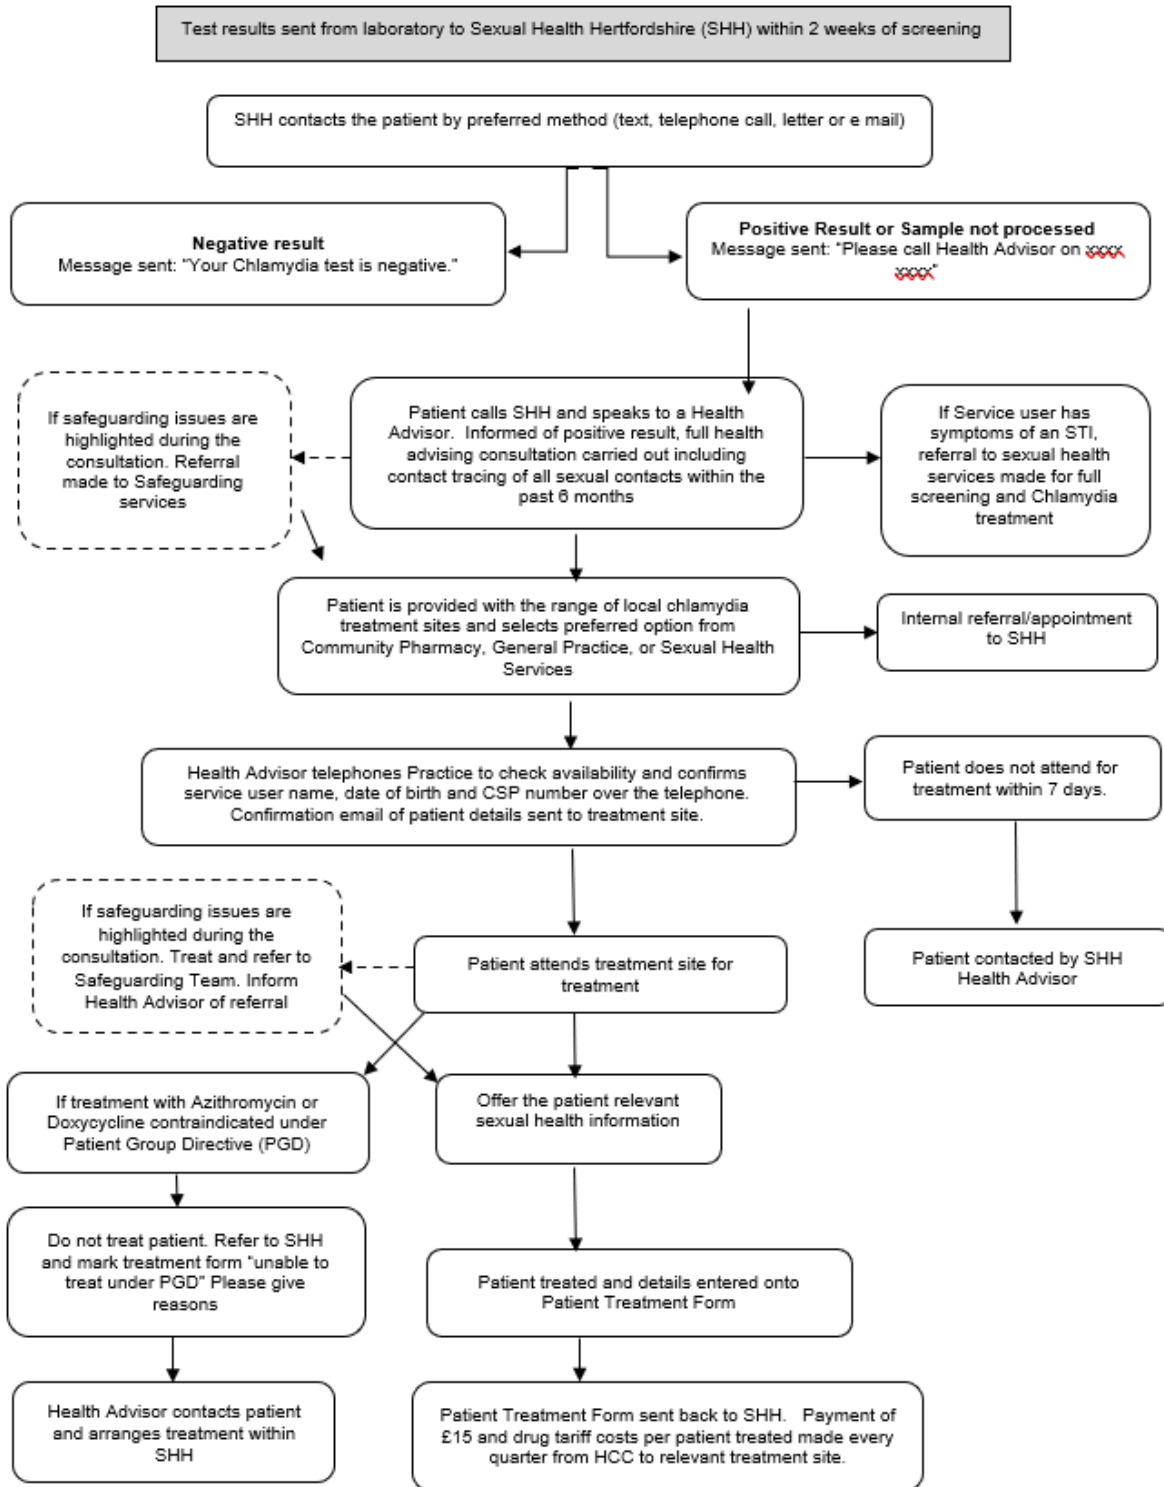 Test results sent from laboratory to Sexual Health Hertfordshire (SHH) within 2 weeks of screening
SHH contacts the patient by preferred method (text, telephone call, letter or e mail)
Negative result
Message sent: "Your Chlamydia test is negative."
Positive Result or Sample not processed
Message sent: "Please call Health Advisor on xxxx
xxxx"
If safeguarding issues are
highlighted during the
consultation. Referral
made to Safeguarding
services
Patient calls SHH and speaks to a Health
Advisor. Informed of positive result, full health
advising consultation carried out including
contact tracing of all sexual contacts within the
past 6 months
If Service user has
symptoms of an STI,
referral to sexual health
services made for full
screening and Chlamydia
treatment
Patient is provided with the range of local chlamydia
treatment sites and selects preferred option from
Community Pharmacy, General Practice, or Sexual Health
Services
Internal referral/appointment
to SHH
Health Advisor telephones Practice to check availability and confirms
service user name, date of birth and CSP number over the telephone.
Confirmation email of patient details sent to treatment site.
Patient does not attend for
treatment within 7 days.
If safeguarding issues are
highlighted during the
consultation. Treat and refer to
Safeguarding Team. Inform
Health Advisor of referral
Patient attends treatment site for
treatment
Patient contacted by SHH
Health Advisor
If treatment with Azithromycin or
Doxycycline contraindicated under
Patient Group Directive (PGD)
Offer the patient relevant
sexual health information
Do not treat patient. Refer to SHH
and mark treatment form "unable to
treat under PGD" Please give
reasons
Patient treated and details entered onto
Patient Treatment Form
Health Advisor contacts patient
and arranges treatment within
SHH
Patient Treatment Form sent back to SHH. Payment of
£15 and drug tariff costs per patient treated made every
quarter from HCC to relevant treatment site.